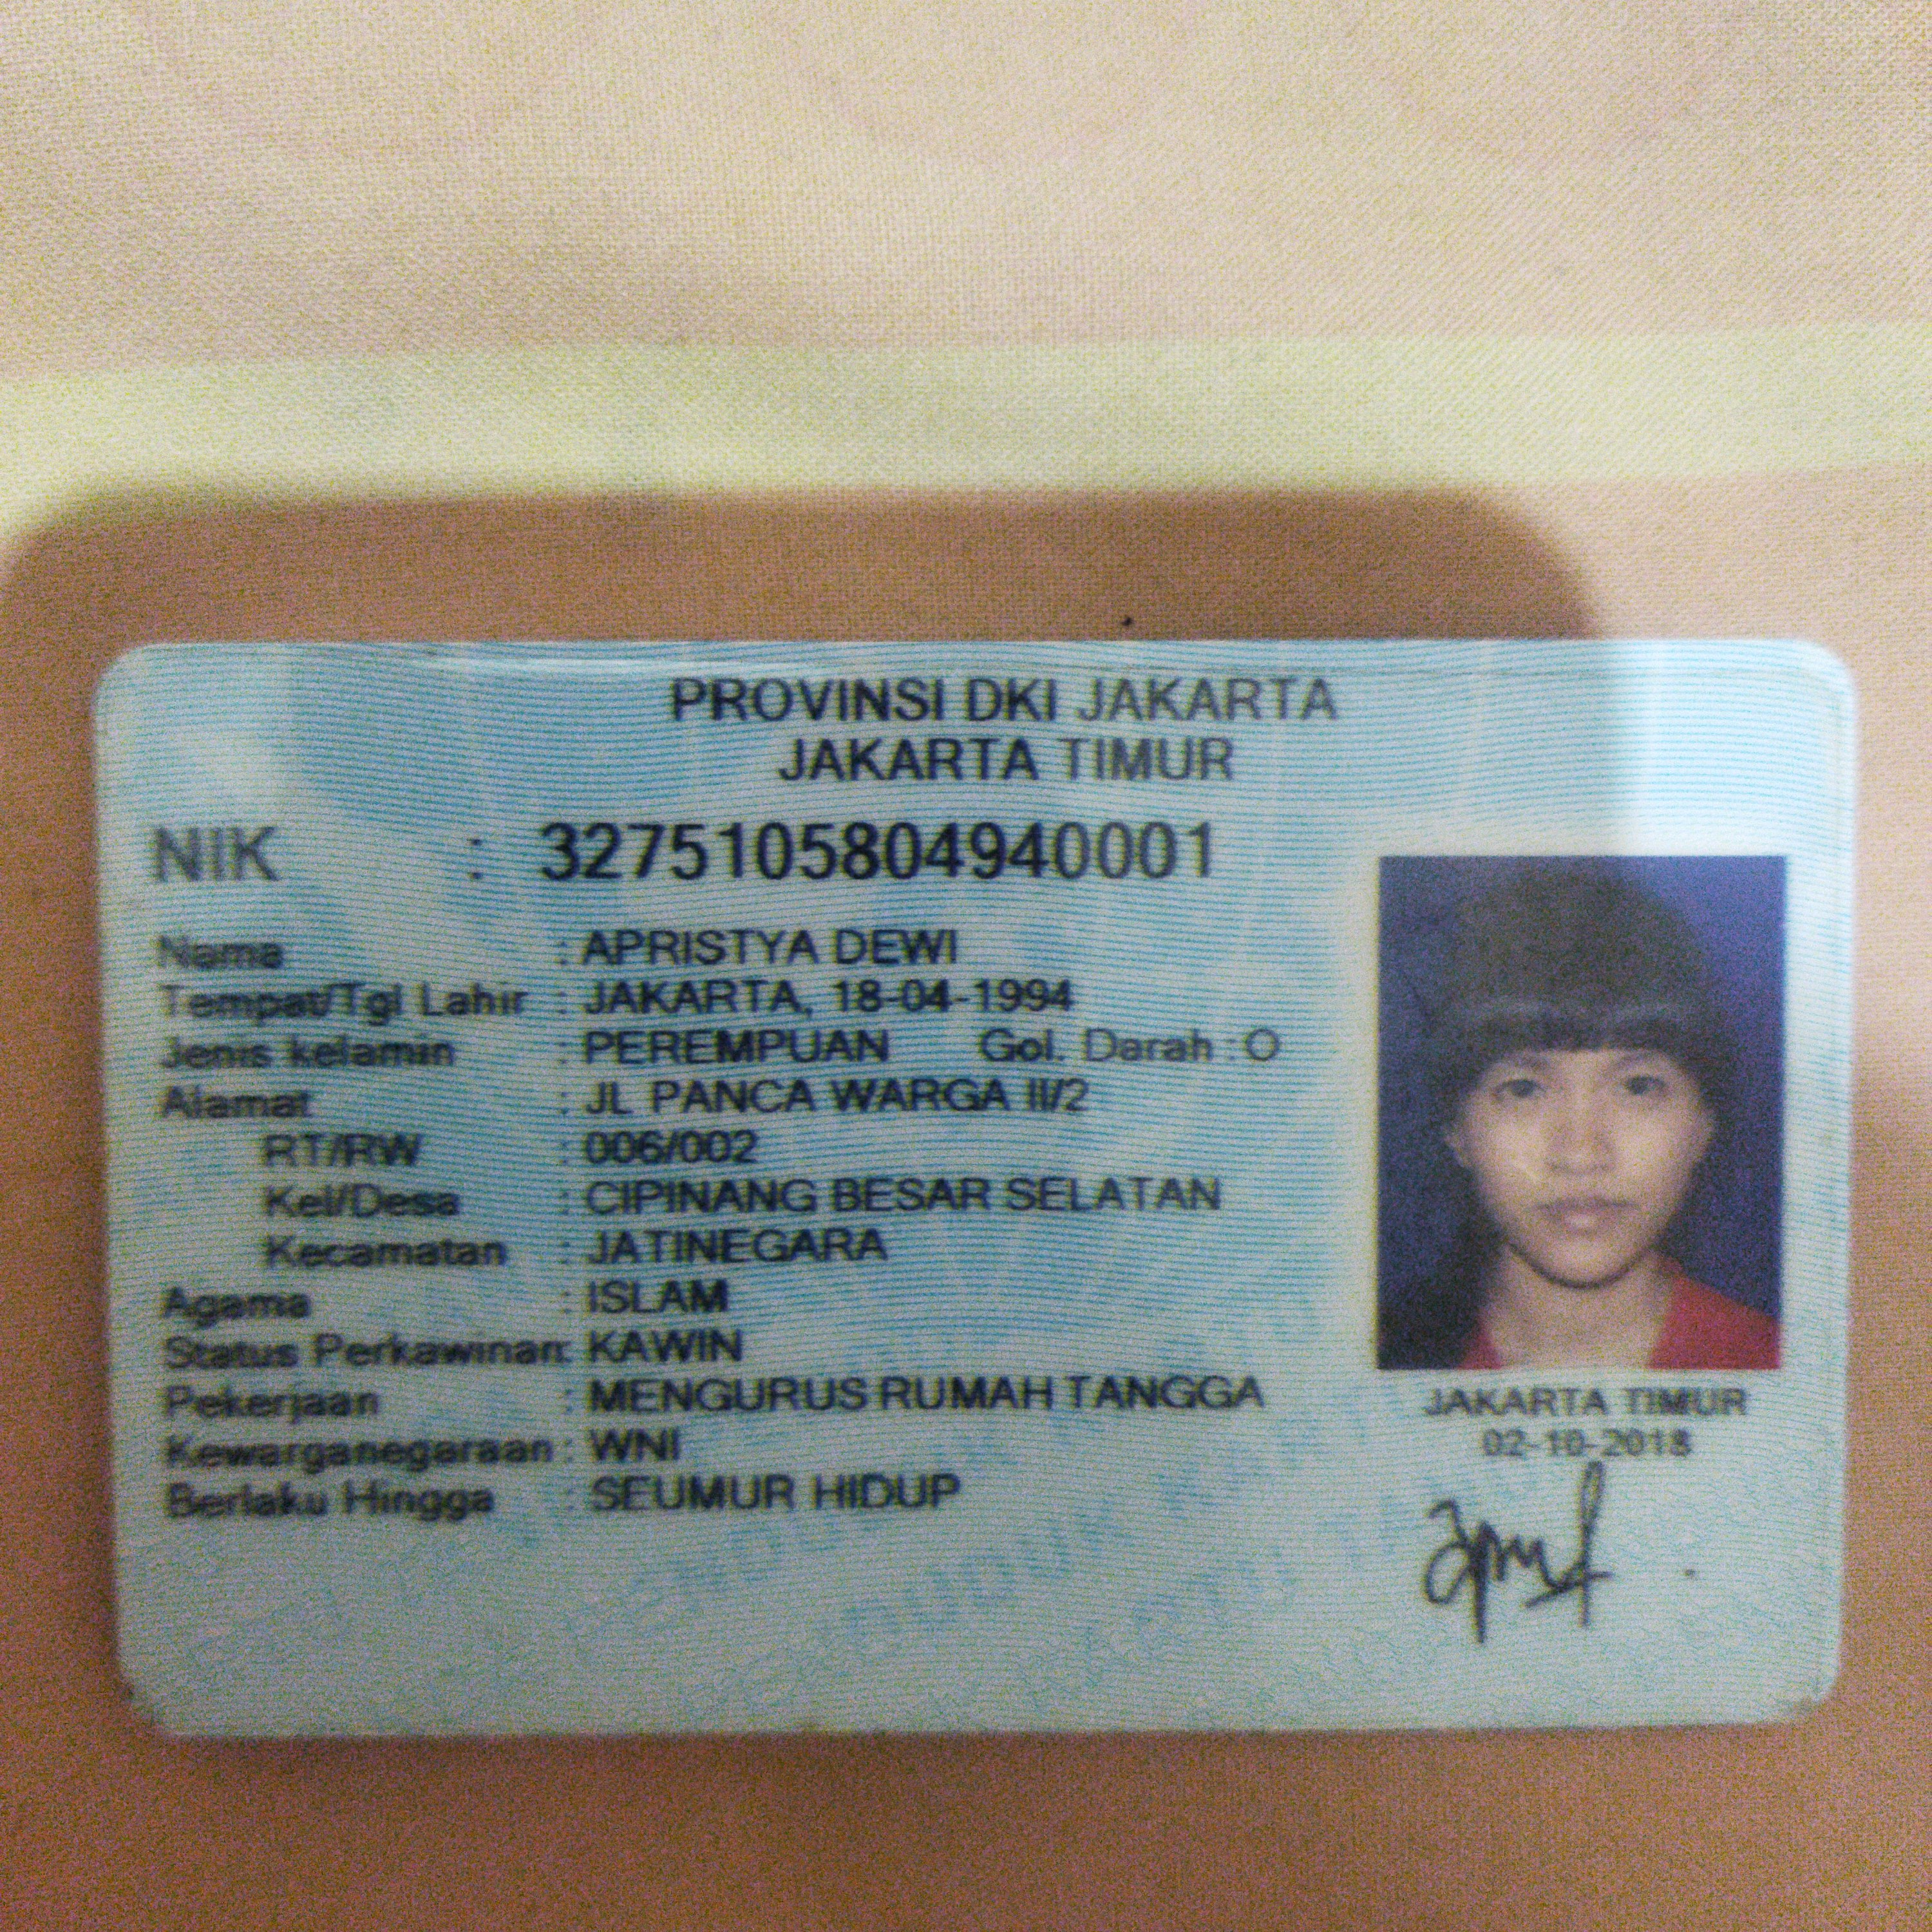 PROVINSI DKI JAKARTA
JAKARTA TIMUR
NIK : 3275105804940001
Nama : APRISTYA DEWI
Tempat/Tgl Lahir : JAKARTA, 18-04-1994
Jenis kelamin : PEREMPUAN Gol. Darah : O
Alamat : JL PANCA WARGA III/2
RT/RW : 006/002
Kel/Desa : CIPINANG BESAR SELATAN
Kecamatan : JATINEGARA
Agama : ISLAM
Status Perkawinan: KAWIN
Pekerjaan : MENGURUS RUMAH TANGGA
Kewarganegaraan : WNI
Berlaku Hingga : SEUMUR HIDUP
JAKARTA TIMUR
02-10-2018